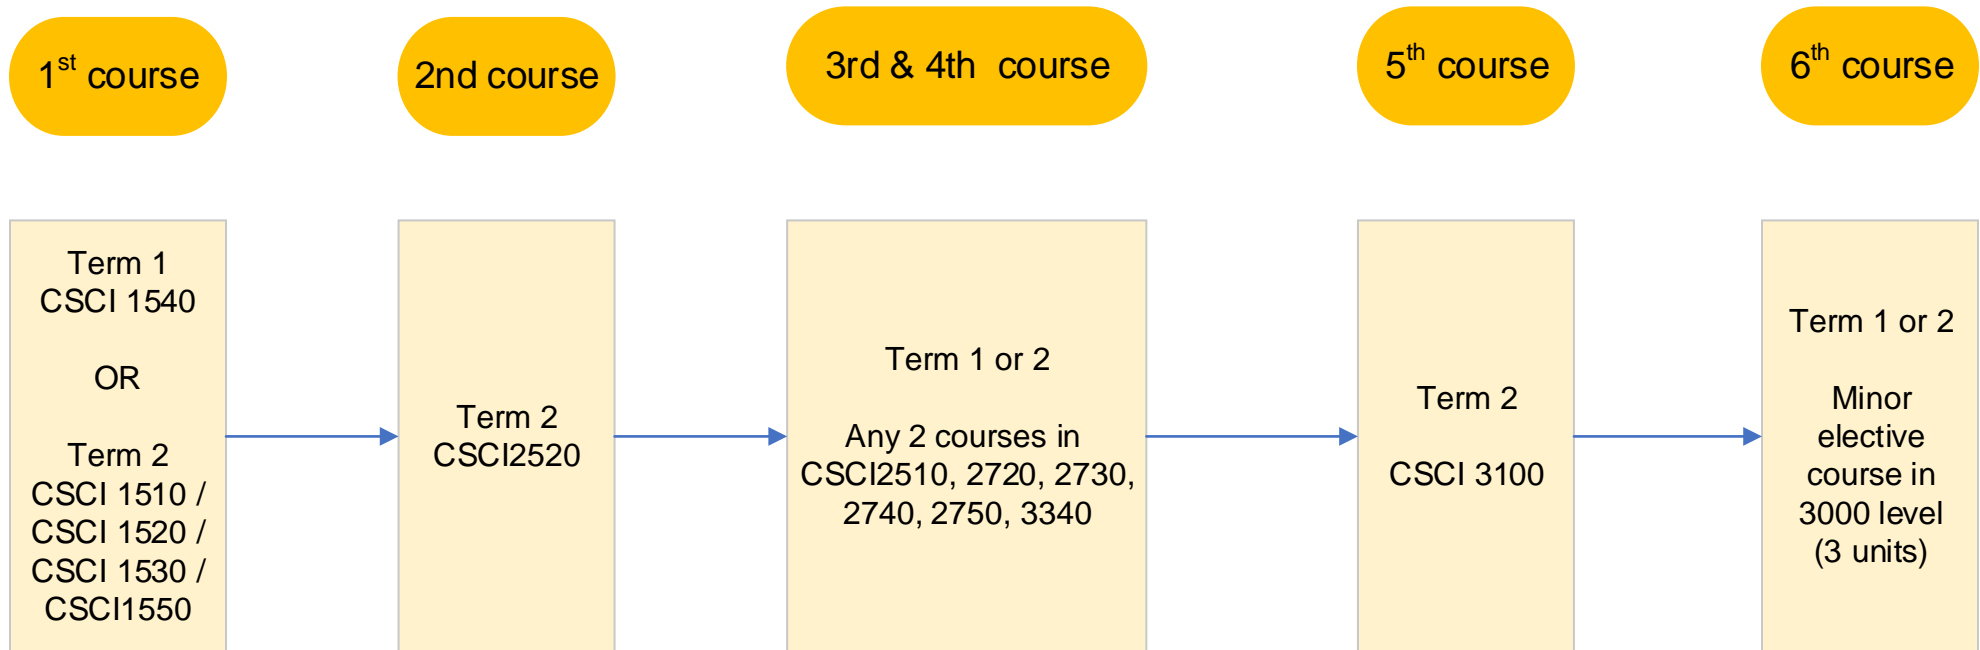 1st course
2nd course
3rd & 4th course
5th course
6th course
Term 1
CSCI 1540
OR
Term 2
CSCI 1510 /
CSCI 1520 /
CSCI 1530 /
CSCI1550
Term 2
CSCI2520
Term 1 or 2
Any 2 courses in
CSCI2510, 2720, 2730,
2740, 2750, 3340
Term 2
CSCI 3100
Term 1 or 2
Minor
elective
course in
3000 level
(3 units)